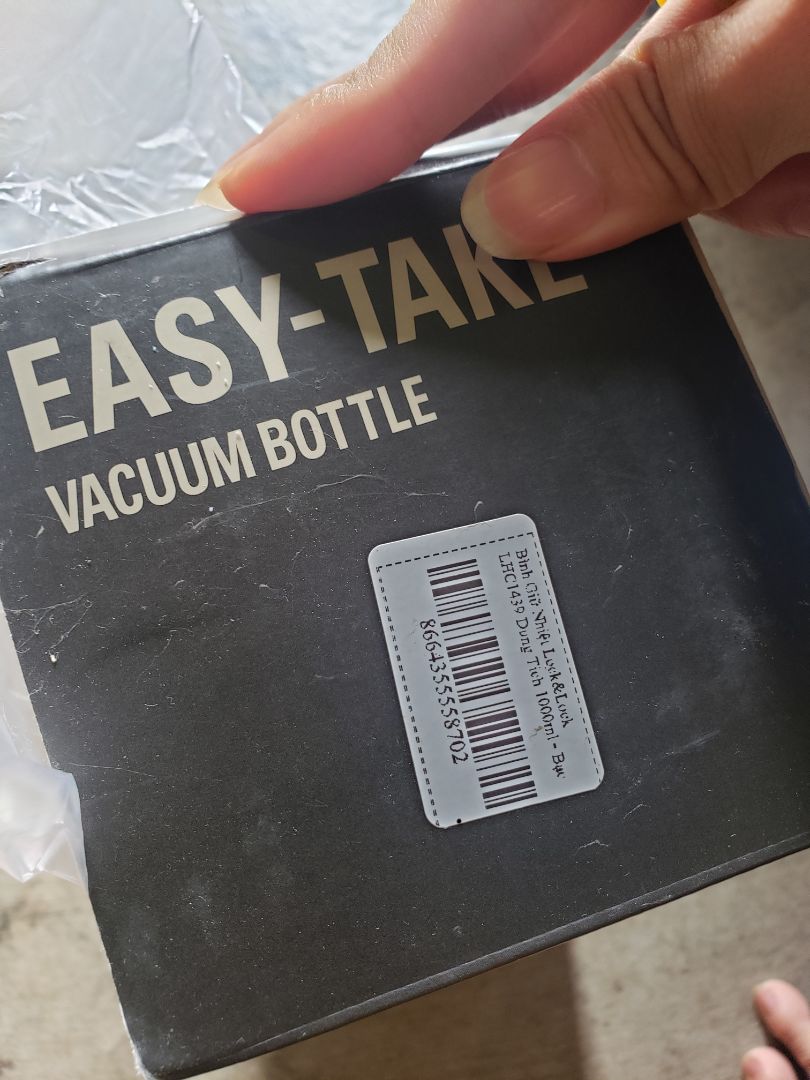 EASY-TAKE
VACUUM BOTTLE
Bình Giữ Nhiệt Lock&Lock
LHC1439 Dung Tích 1000ml - Bạc
8664355558702